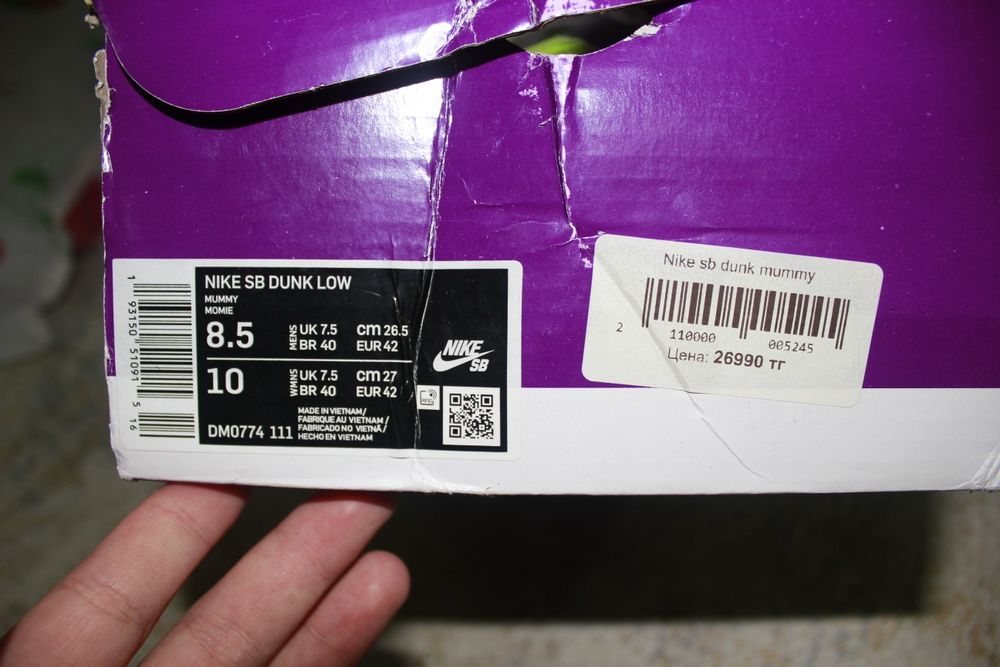 NIKE SB DUNK LOW
MUMMY
MOMIE
8.5 MENS UK 7.5 cm 26.5
BR 40 EUR 42
10 WMNS UK 7.5 cm 27
BR 40 EUR 42
DM0774 111
MADE IN VIETNAM/
FABRIQUE AU VIETNAM/
FABRICADO NO VIETNÃ/
HECHO EN VIETNAM
NIKE
SB
1 93150 51091 5 16
Nike sb dunk mummy
2 110000 005245
Цена: 26990 тг